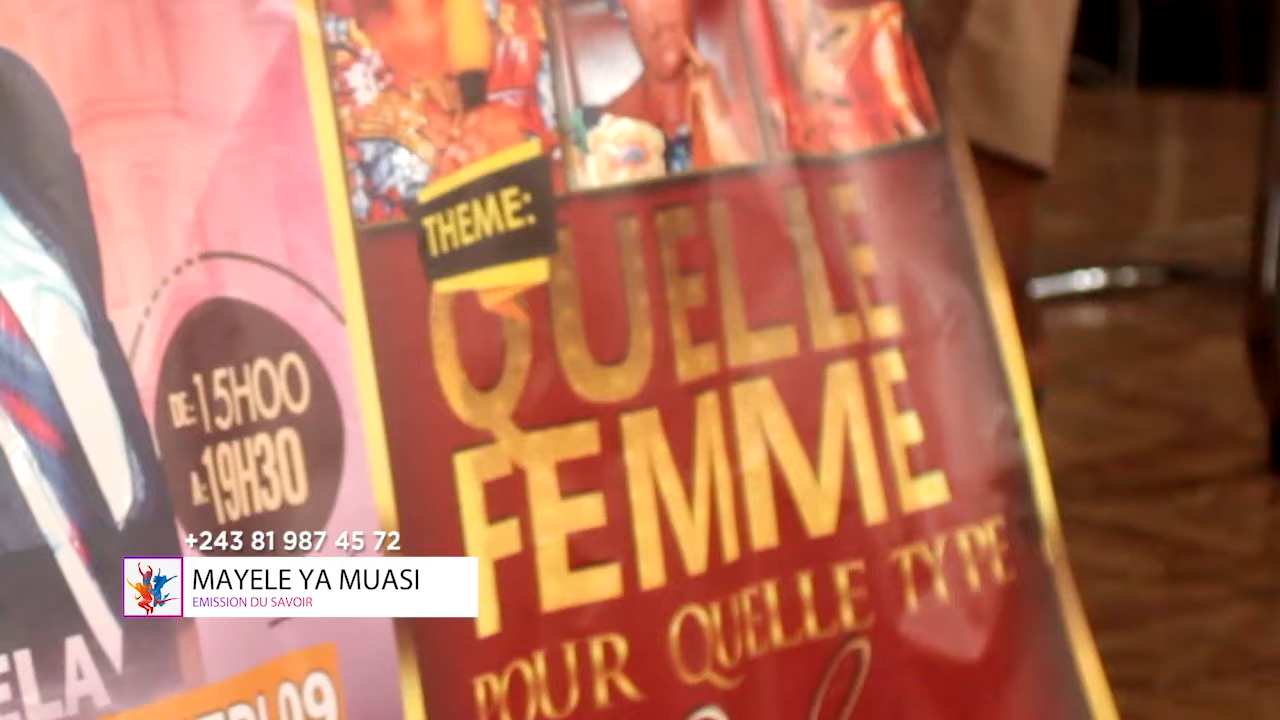 THEME:
QUELLE
FEMME
POUR QUELLE TYPE
DE: 15H00
A: 19H30
+243 81 987 45 72
MAYELE YA MUASI
EMISSION DU SAVOIR
ELA
09